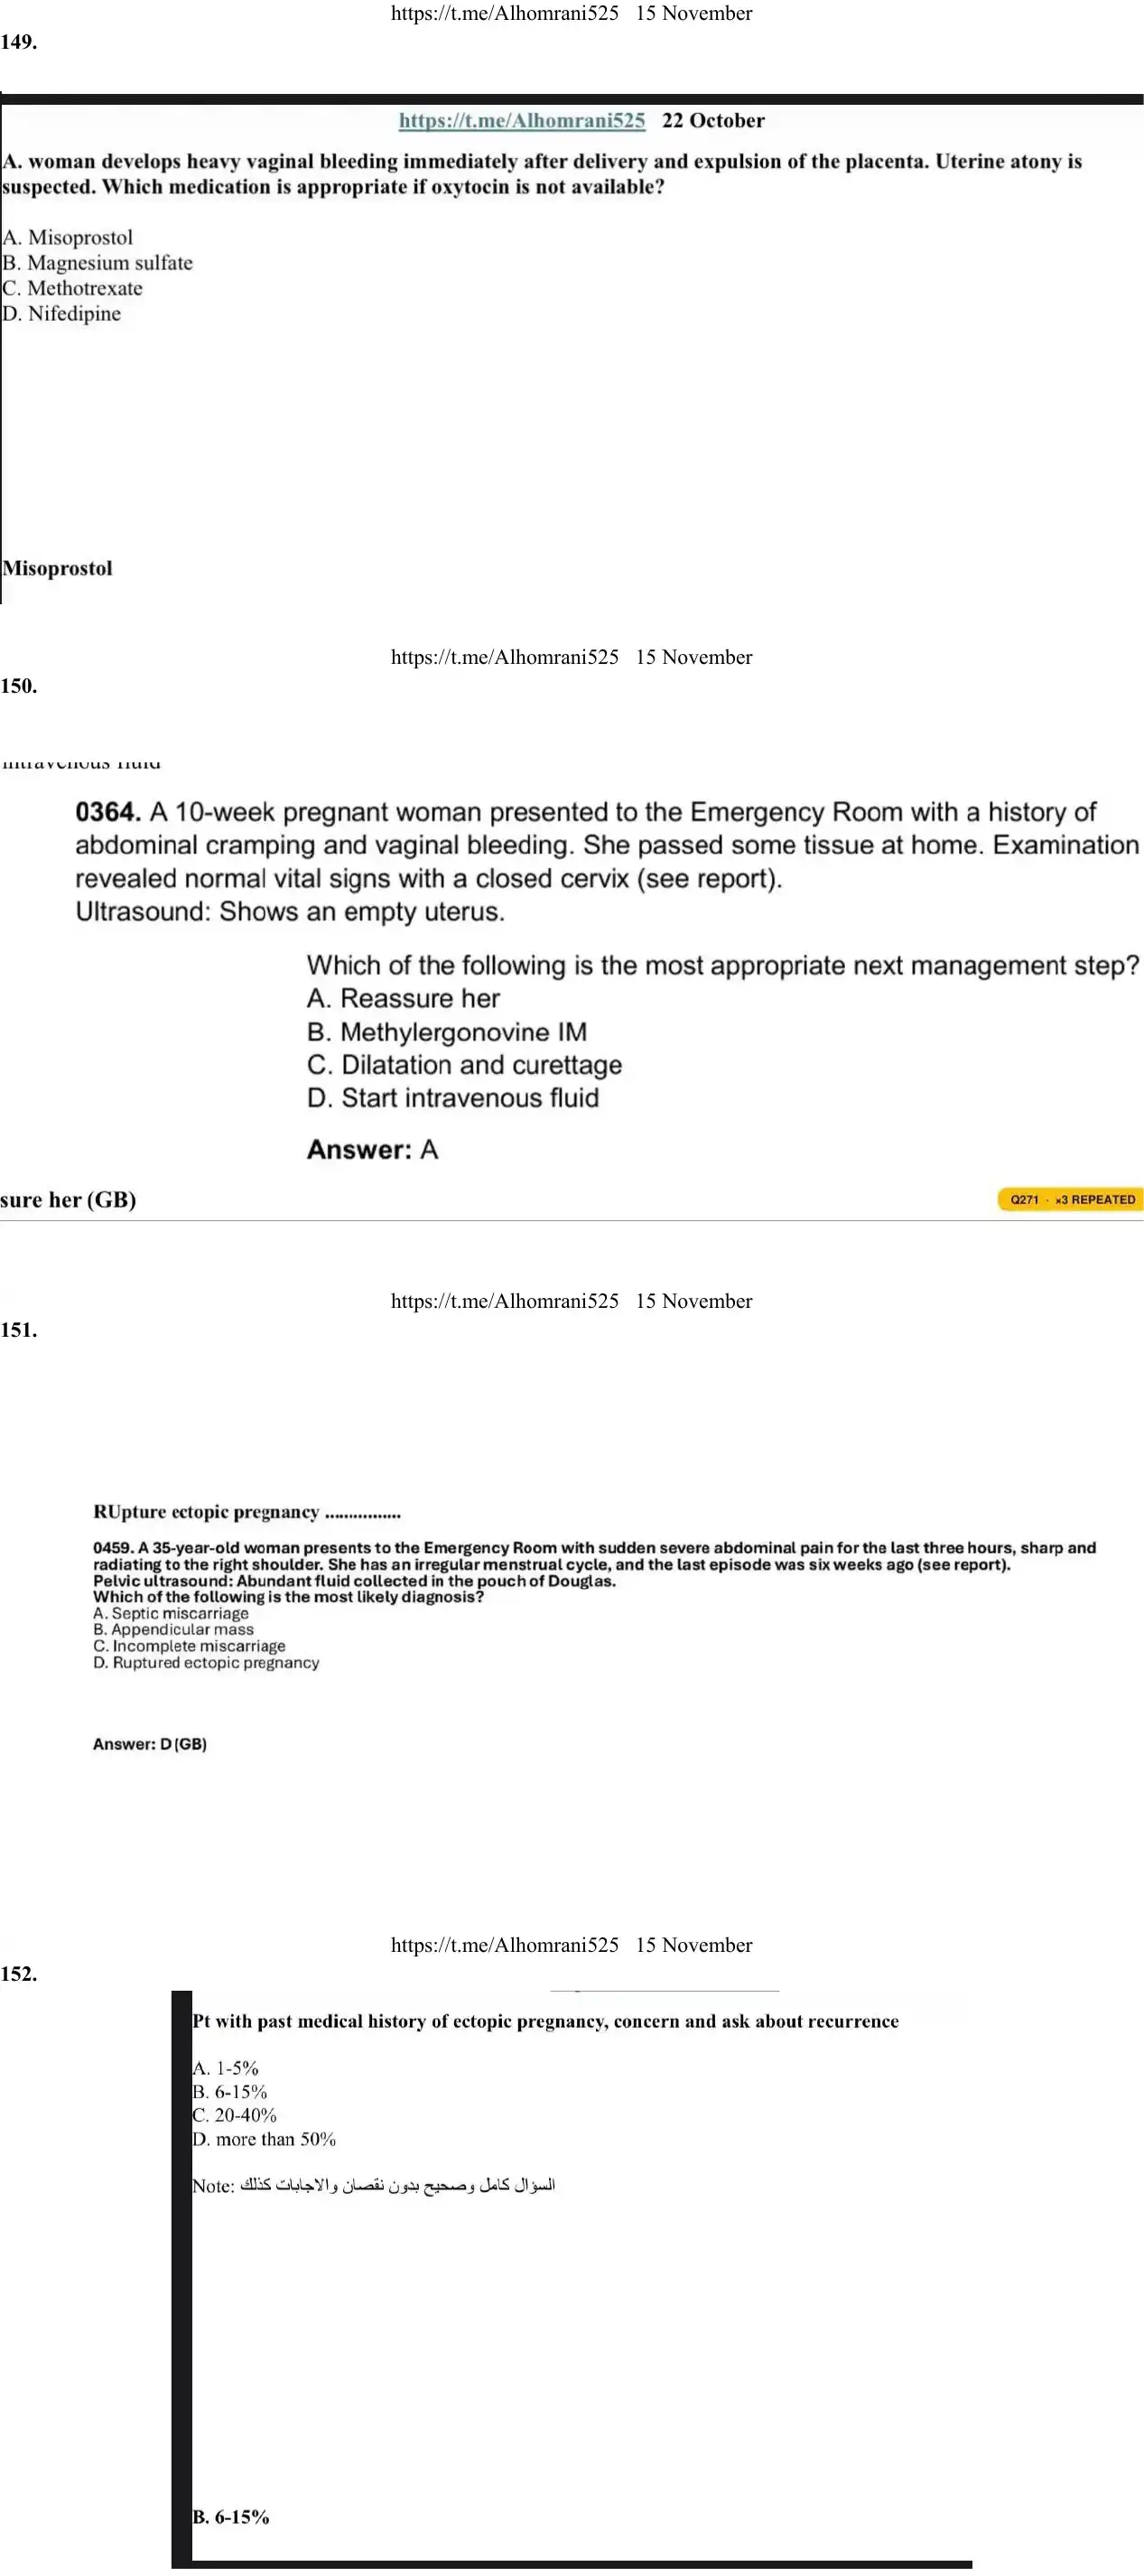 https://t.me/Alhomrani525 15 November
149.
https://t.me/Alhomrani525 22 October
A. woman develops heavy vaginal bleeding immediately after delivery and expulsion of the placenta. Uterine atony is
suspected. Which medication is appropriate if oxytocin is not available?
A. Misoprostol
B. Magnesium sulfate
C. Methotrexate
D. Nifedipine
Misoprostol
https://t.me/Alhomrani525 15 November
150.
intravenous fluid
0364. A 10-week pregnant woman presented to the Emergency Room with a history of
abdominal cramping and vaginal bleeding. She passed some tissue at home. Examination
revealed normal vital signs with a closed cervix (see report).
Ultrasound: Shows an empty uterus.
Which of the following is the most appropriate next management step?
A. Reassure her
B. Methylergonovine IM
C. Dilatation and curettage
D. Start intravenous fluid
Answer: A
sure her (GB)
Q271 · ×3 REPEATED
https://t.me/Alhomrani525 15 November
151.
RUpture ectopic pregnancy ................
0459. A 35-year-old woman presents to the Emergency Room with sudden severe abdominal pain for the last three hours, sharp and
radiating to the right shoulder. She has an irregular menstrual cycle, and the last episode was six weeks ago (see report).
Pelvic ultrasound: Abundant fluid collected in the pouch of Douglas.
Which of the following is the most likely diagnosis?
A. Septic miscarriage
B. Appendicular mass
C. Incomplete miscarriage
D. Ruptured ectopic pregnancy
Answer: D (GB)
https://t.me/Alhomrani525 15 November
152.
Pt with past medical history of ectopic pregnancy, concern and ask about recurrence
A. 1-5%
B. 6-15%
C. 20-40%
D. more than 50%
Note: السؤال كامل وصحيح بدون نقصان والاجابات كذلك
B. 6-15%